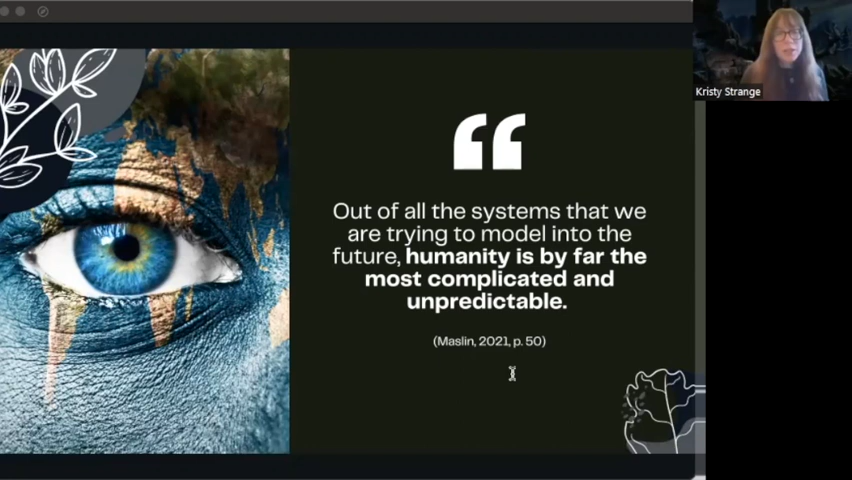 Kristy Strange
“
Out of all the systems that we
are trying to model into the
future, humanity is by far the
most complicated and
unpredictable.
(Maslin, 2021, p. 50)